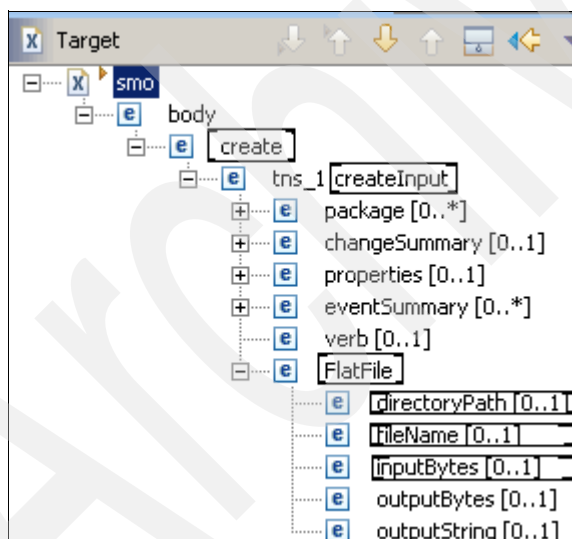 X Target
X smo
e body
e create
e tns_1 createInput
e package [0..*]
e changeSummary [0..1]
e properties [0..1]
e eventSummary [0..*]
e verb [0..1]
e FlatFile
e directoryPath [0..1]
e fileName [0..1]
e inputBytes [0..1]
e outputBytes [0..1]
e outputString [0..1]